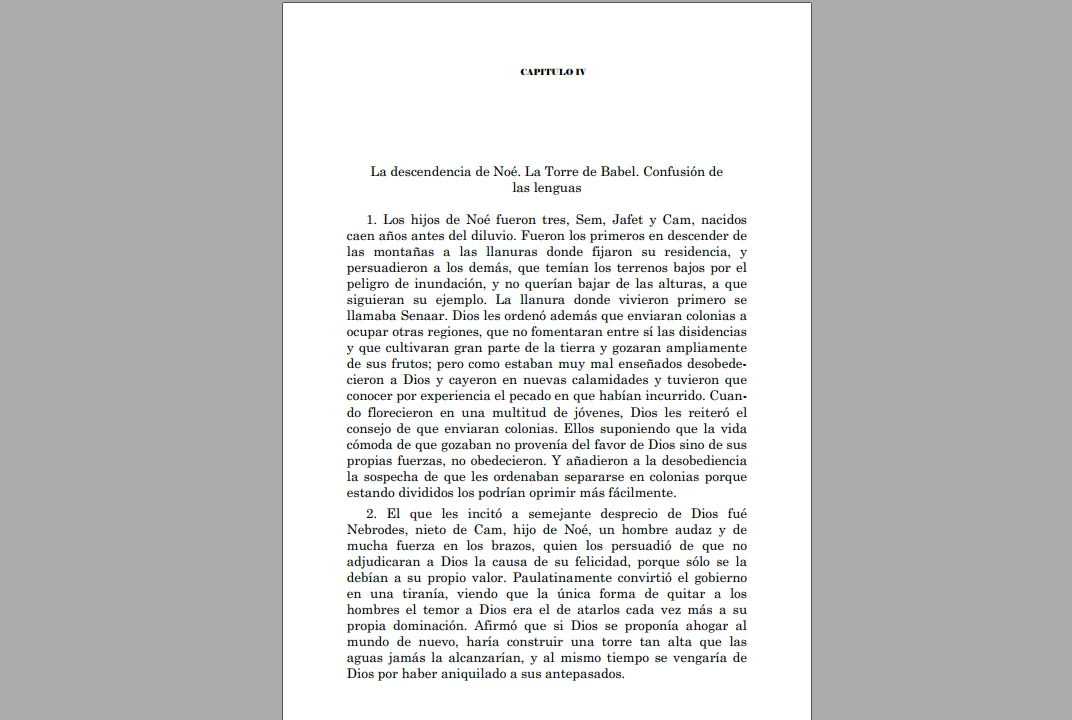 CAPITULO IV
La descendencia de Noé. La Torre de Babel. Confusión de
las lenguas
1. Los hijos de Noé fueron tres, Sem, Jafet y Cam, nacidos
caen años antes del diluvio. Fueron los primeros en descender de
las montañas a las llanuras donde fijaron su residencia, y
persuadieron a los demás, que temían los terrenos bajos por el
peligro de inundación, y no querían bajar de las alturas, a que
siguieran su ejemplo. La llanura donde vivieron primero se
llamaba Senaar. Dios les ordenó además que enviaran colonias a
ocupar otras regiones, que no fomentaran entre sí las disidencias
y que cultivaran gran parte de la tierra y gozaran ampliamente
de sus frutos; pero como estaban muy mal enseñados desobede-
cieron a Dios y cayeron en nuevas calamidades y tuvieron que
conocer por experiencia el pecado en que habían incurrido. Cuan-
do florecieron en una multitud de jóvenes, Dios les reiteró el
consejo de que enviaran colonias. Ellos suponiendo que la vida
cómoda de que gozaban no provenía del favor de Dios sino de sus
propias fuerzas, no obedecieron. Y añadieron a la desobediencia
la sospecha de que les ordenaban separarse en colonias porque
estando divididos los podrían oprimir más fácilmente.
2. El que les incitó a semejante desprecio de Dios fué
Nebrodes, nieto de Cam, hijo de Noé, un hombre audaz y de
mucha fuerza en los brazos, quien los persuadió de que no
adjudicaran a Dios la causa de su felicidad, porque sólo se la
debían a su propio valor. Paulatinamente convirtió el gobierno
en una tiranía, viendo que la única forma de quitar a los
hombres el temor a Dios era el de atarlos cada vez más a su
propia dominación. Afirmó que si Dios se proponía ahogar al
mundo de nuevo, haría construir una torre tan alta que las
aguas jamás la alcanzarían, y al mismo tiempo se vengaría de
Dios por haber aniquilado a sus antepasados.